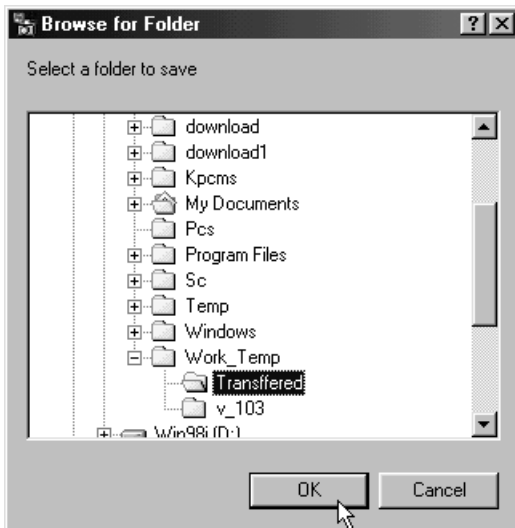 Browse for Folder
Select a folder to save
download
download1
Kpcms
My Documents
Pcs
Program Files
Sc
Temp
Windows
Work_Temp
Transffered
v_103
Win98i (D:)
OK
Cancel